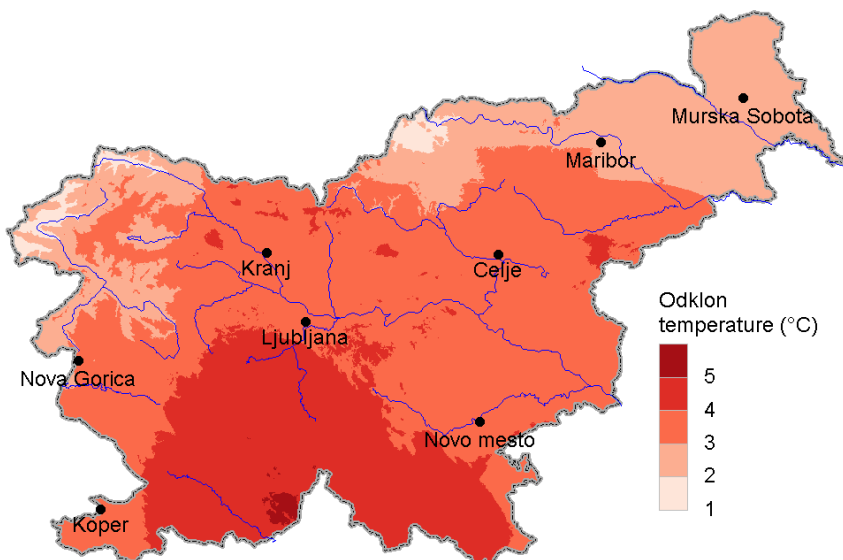 Murska Sobota
Maribor
Kranj
Celje
Ljubljana
Nova Gorica
Novo mesto
Koper
Odklon
temperature (°C)
5
4
3
2
1